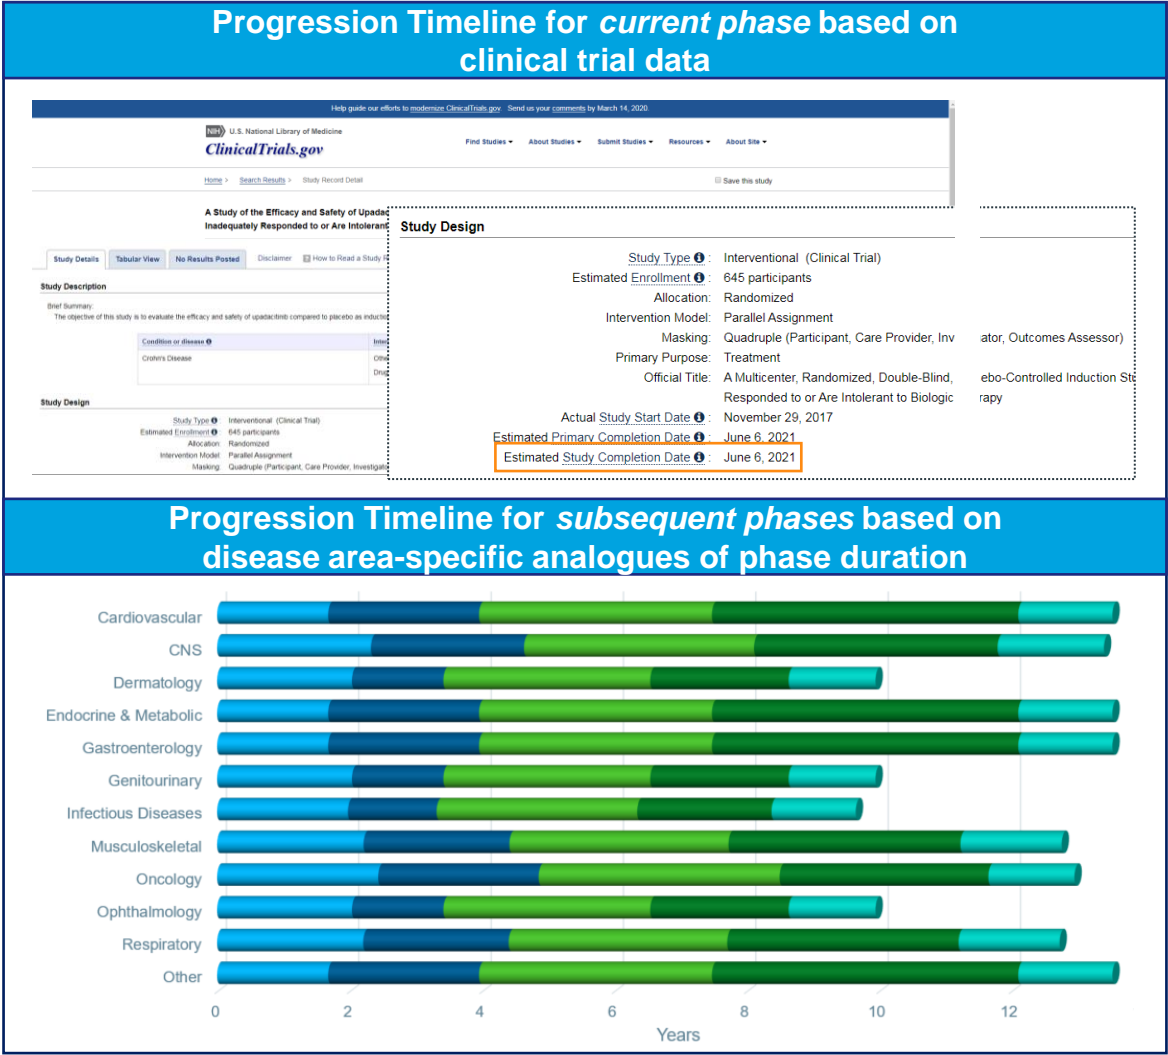 Progression Timeline for current phase based on
clinical trial data
Help guide our efforts to modernize ClinicalTrials.gov. Send us your comments by March 14, 2020.
NIH U.S. National Library of Medicine
ClinicalTrials.gov
Find Studies About Studies Submit Studies Resources About Site
Home > Search Results > Study Record Detail
Save this study
A Study of the Efficacy and Safety of Upadac
Inadequately Responded to or Are Intolerant
Study Details Tabular View No Results Posted Disclaimer How to Read a Study R
Study Description
Brief Summary:
The objective of this study is to evaluate the efficacy and safety of upadacitinib compared to placebo as inductio
Condition or disease Inter
Crohn's Disease Othe
Drug
Study Design
Study Type : Interventional (Clinical Trial)
Estimated Enrollment : 645 participants
Allocation: Randomized
Intervention Model: Parallel Assignment
Masking: Quadruple (Participant, Care Provider, Investigato
Study Design
Study Type : Interventional (Clinical Trial)
Estimated Enrollment : 645 participants
Allocation: Randomized
Intervention Model: Parallel Assignment
Masking: Quadruple (Participant, Care Provider, Inv ator, Outcomes Assessor)
Primary Purpose: Treatment
Official Title: A Multicenter, Randomized, Double-Blind, ebo-Controlled Induction Stu
Responded to or Are Intolerant to Biologic rapy
Actual Study Start Date : November 29, 2017
Estimated Primary Completion Date : June 6, 2021
Estimated Study Completion Date : June 6, 2021
Progression Timeline for subsequent phases based on
disease area-specific analogues of phase duration
Cardiovascular
CNS
Dermatology
Endocrine & Metabolic
Gastroenterology
Genitourinary
Infectious Diseases
Musculoskeletal
Oncology
Ophthalmology
Respiratory
Other
0 2 4 6 8 10 12
Years